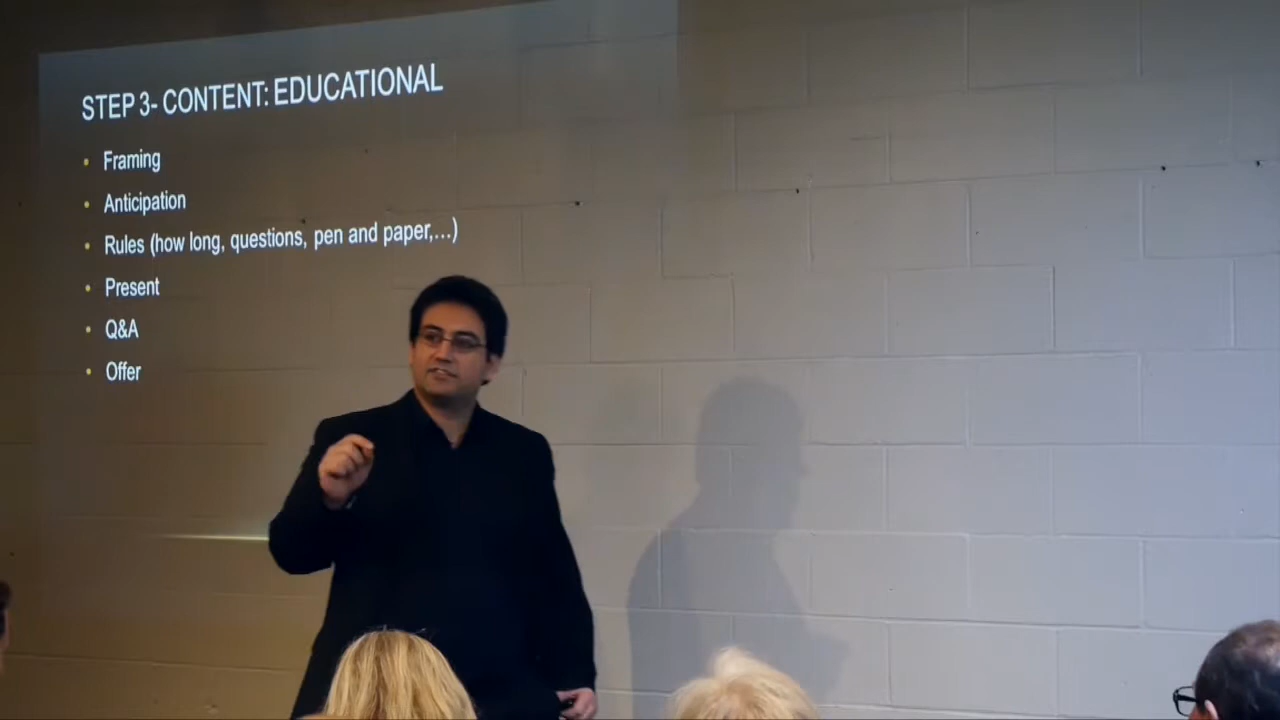 STEP 3- CONTENT: EDUCATIONAL
• Framing
• Anticipation
• Rules (how long, questions, pen and paper,...)
• Present
• Q&A
• Offer